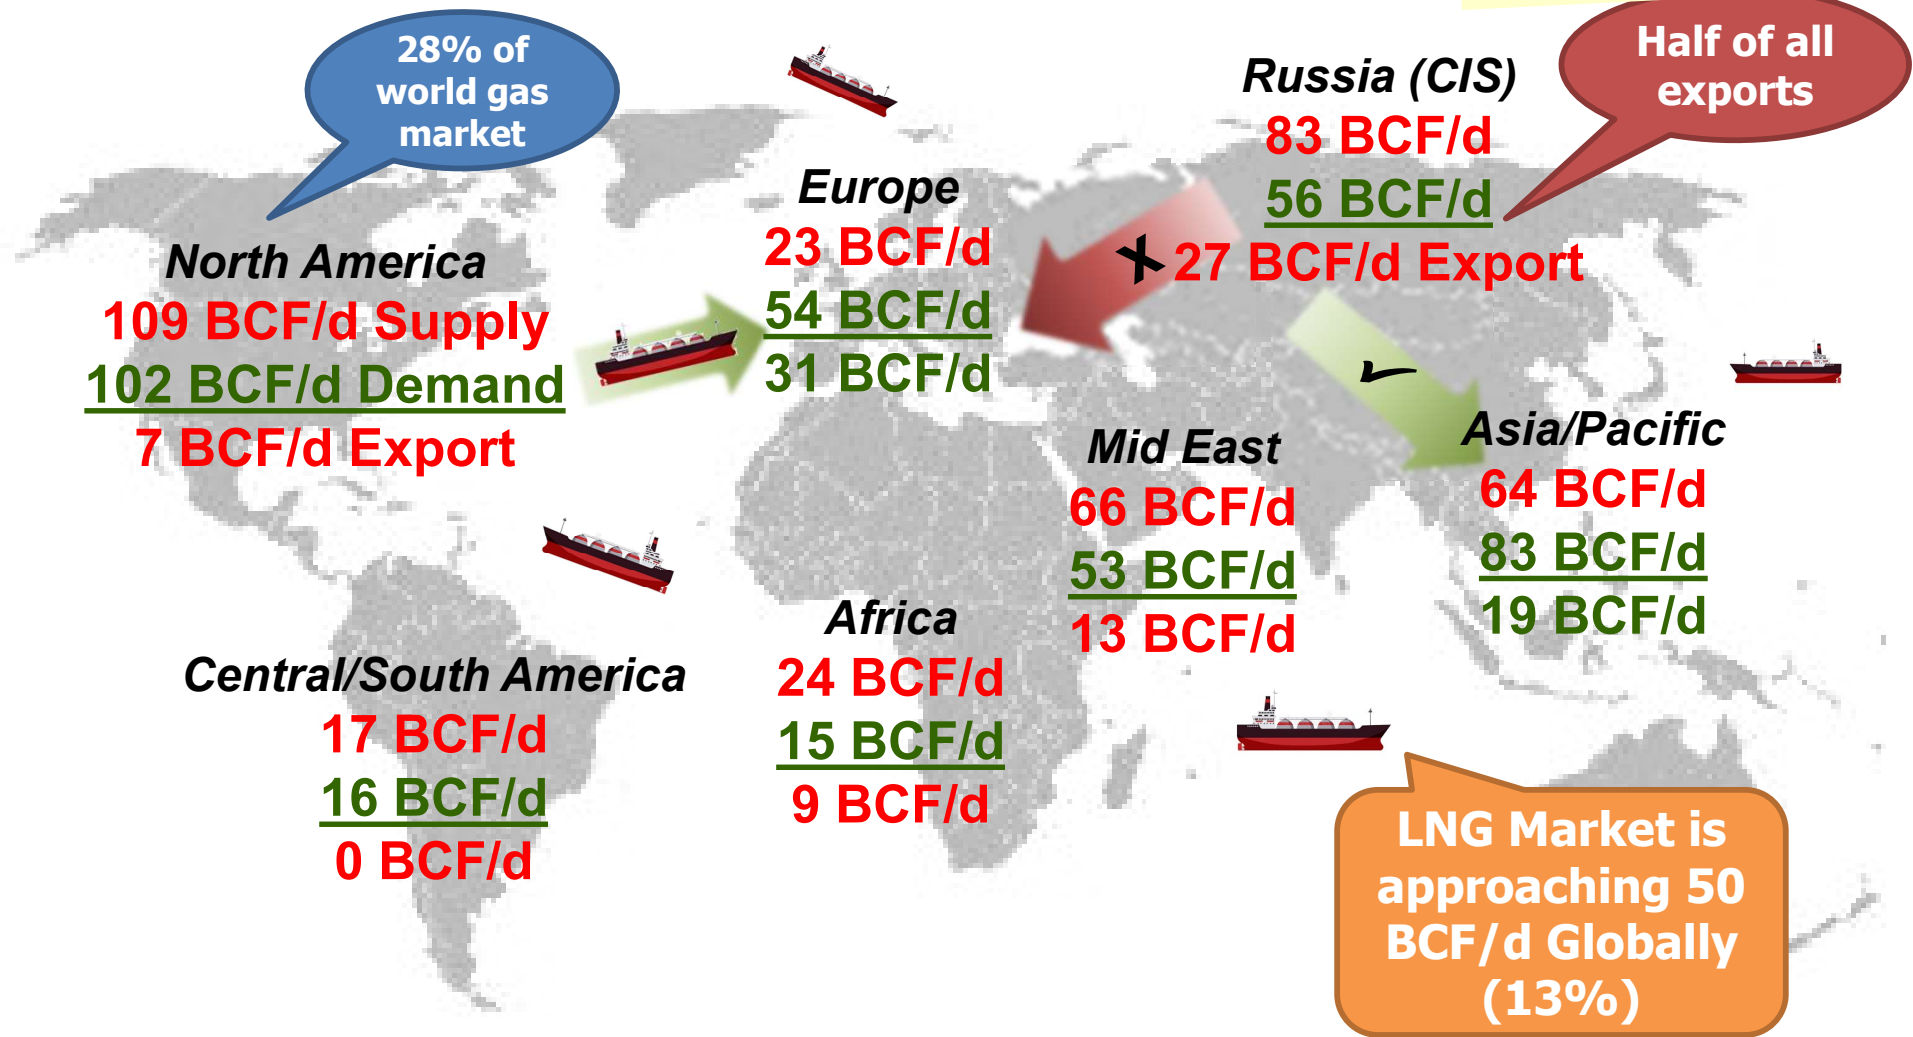 28% of
world gas
market
Half of all
exports
Russia (CIS)
83 BCF/d
56 BCF/d
27 BCF/d Export
Europe
23 BCF/d
54 BCF/d
31 BCF/d
North America
109 BCF/d Supply
102 BCF/d Demand
7 BCF/d Export
Mid East
66 BCF/d
53 BCF/d
13 BCF/d
Asia/Pacific
64 BCF/d
83 BCF/d
19 BCF/d
Central/South America
17 BCF/d
16 BCF/d
0 BCF/d
Africa
24 BCF/d
15 BCF/d
9 BCF/d
LNG Market is
approaching 50
BCF/d Globally
(13%)